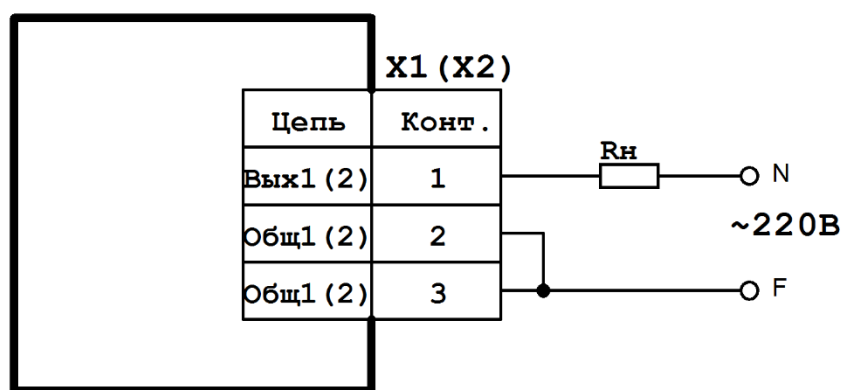 X1(X2)
Цепь Конт.
Rн
Вых1(2) 1 N
~220В
Общ1(2) 2
Общ1(2) 3 F